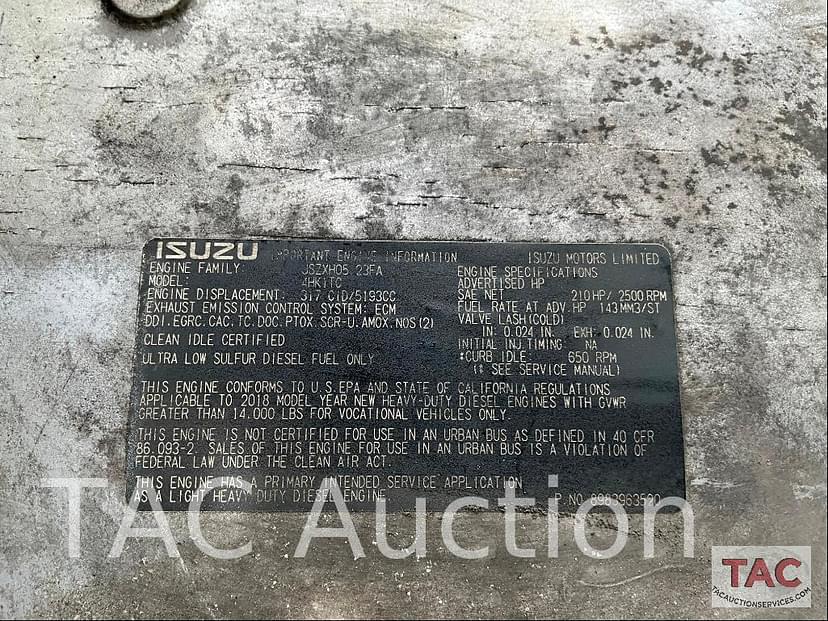 ISUZU IMPORTANT ENGINE INFORMATION ISUZU MOTORS LIMITED
ENGINE FAMILY: JSZXH05.23FA
MODEL: 4HK1TC
ENGINE DISPLACEMENT: 317 CID/5193CC
EXHAUST EMISSION CONTROL SYSTEM: ECM
DDI.EGRC.CAC.TC.DOC.PTOX.SCR-U.AMOX.NOS(2)
CLEAN IDLE CERTIFIED
ULTRA LOW SULFUR DIESEL FUEL ONLY
ENGINE SPECIFICATIONS
ADVERTISED HP
SAE NET 210HP/ 2500RPM
FUEL RATE AT ADV.HP 143MM3/ST
VALVE LASH(COLD)
IN: 0.024 IN. EXH: 0.024 IN.
INITIAL INJ.TIMING: NA
*CURB IDLE: 650 RPM
(* SEE SERVICE MANUAL)
THIS ENGINE CONFORMS TO U.S.EPA AND STATE OF CALIFORNIA REGULATIONS
APPLICABLE TO 2018 MODEL YEAR NEW HEAVY-DUTY DIESEL ENGINES WITH GVWR
GREATER THAN 14.000 LBS FOR VOCATIONAL VEHICLES ONLY.
THIS ENGINE IS NOT CERTIFIED FOR USE IN AN URBAN BUS AS DEFINED IN 40 CFR
86.093-2. SALES OF THIS ENGINE FOR USE IN AN URBAN BUS IS A VIOLATION OF
FEDERAL LAW UNDER THE CLEAN AIR ACT.
THIS ENGINE HAS A PRIMARY INTENDED SERVICE APPLICATION
AS A LIGHT HEAVY-DUTY DIESEL ENGINE. P.NO.8983963530
TAC Auction
TAC
TACAUCTIONSERVICES.COM